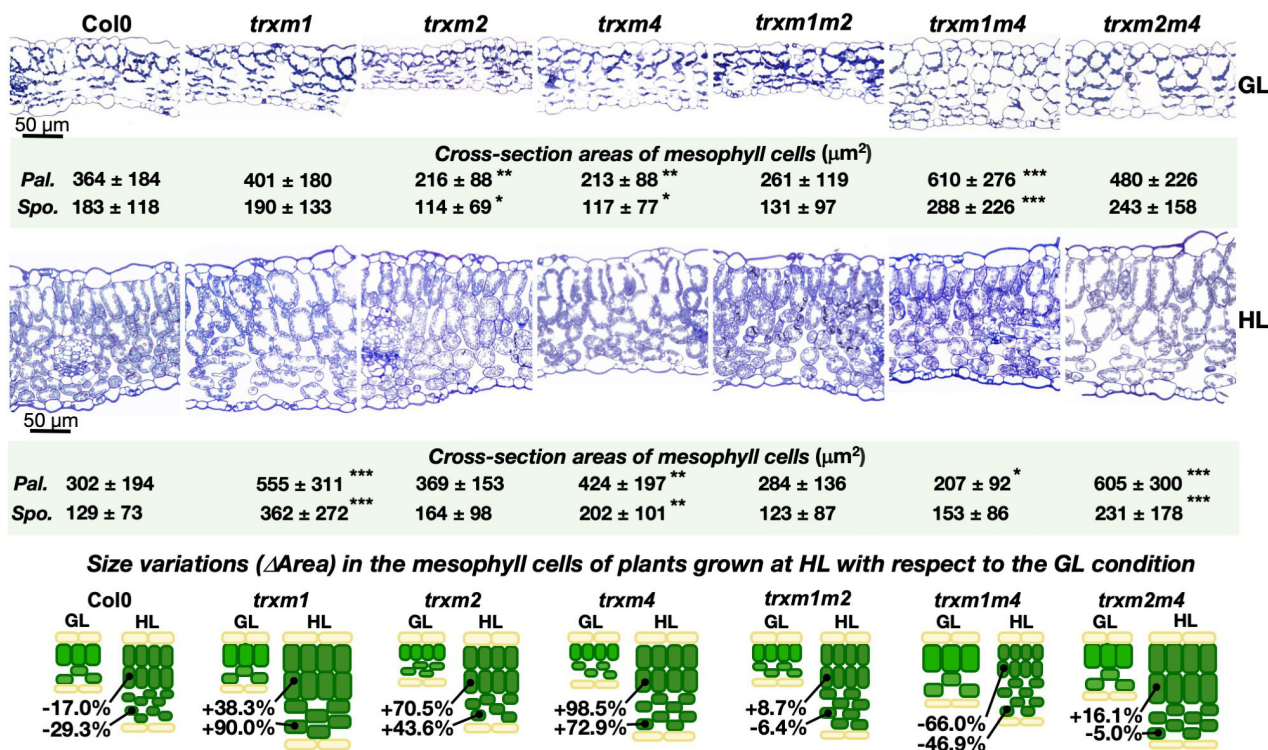 Col0 trxm1 trxm2 trxm4 trxm1m2 trxm1m4 trxm2m4
GL
50 µm
Cross-section areas of mesophyll cells (µm²)
Pal. 364 ± 184 401 ± 180 216 ± 88 ** 213 ± 88 ** 261 ± 119 610 ± 276 *** 480 ± 226
Spo. 183 ± 118 190 ± 133 114 ± 69 * 117 ± 77 * 131 ± 97 288 ± 226 *** 243 ± 158
HL
50 µm
Cross-section areas of mesophyll cells (µm²)
Pal. 302 ± 194 555 ± 311 *** 369 ± 153 424 ± 197 ** 284 ± 136 207 ± 92 * 605 ± 300 ***
Spo. 129 ± 73 362 ± 272 *** 164 ± 98 202 ± 101 ** 123 ± 87 153 ± 86 231 ± 178 ***
Size variations (ΔArea) in the mesophyll cells of plants grown at HL with respect to the GL condition
Col0 trxm1 trxm2 trxm4 trxm1m2 trxm1m4 trxm2m4
GL HL GL HL GL HL GL HL GL HL GL HL GL HL
-17.0% +38.3% +70.5% +98.5% +8.7% -66.0% +16.1%
-29.3% +90.0% +43.6% +72.9% -6.4% -46.9% -5.0%